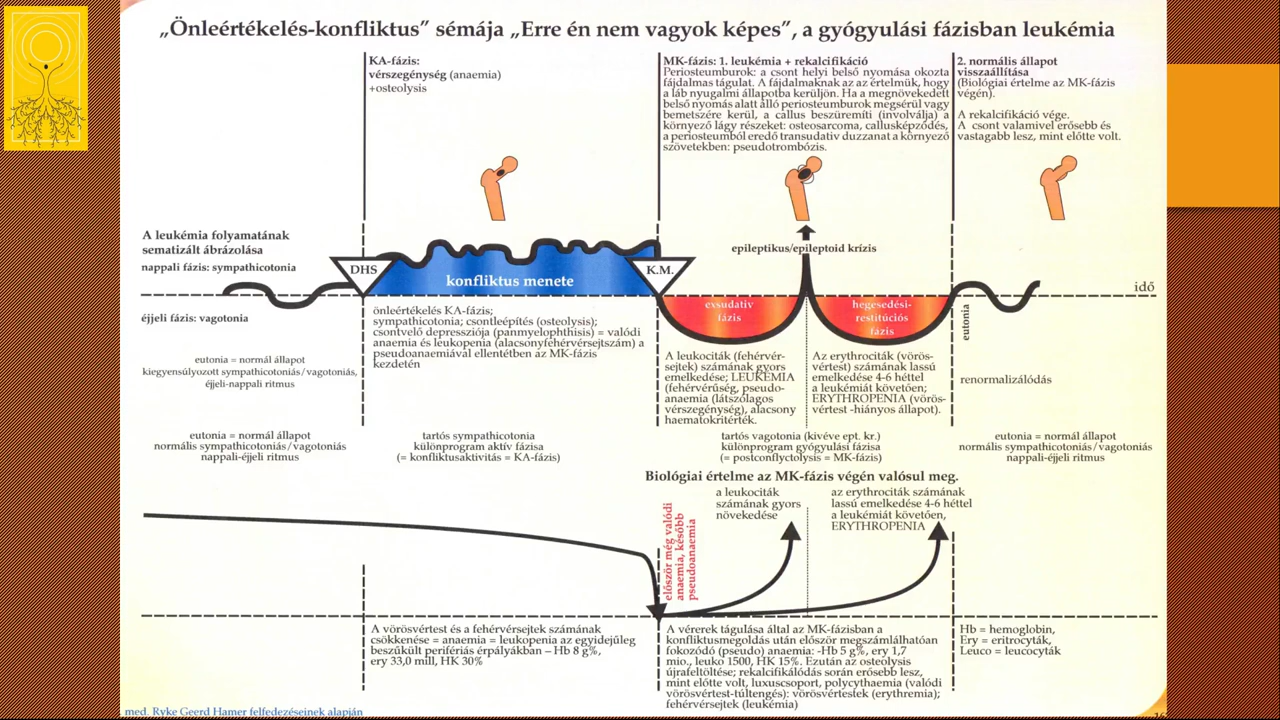 „Önleértékelés-konfliktus” sémája „Erre én nem vagyok képes”, a gyógyulási fázisban leukémia
KA-fázis:
vérszegénység (anaemia)
+osteolysis
MK-fázis: 1. leukémia + rekalcifikáció
Periosteumburok: a csont helyi belső nyomása okozta
fájdalmas tágulat. A fájdalmaknak az az értelmük, hogy
a láb nyugalmi állapotba kerüljön. Ha a megnövekedett
belső nyomás alatt álló periosteumburok megsérül vagy
bemetszére kerül, a callus beszüremíti (involválja) a
környező lágy részeket: osteosarcoma, callusképződés,
a periosteumból eredő transudativ duzzanat a környező
szövetekben: pseudotrombózis.
2. normális állapot
visszaállítása
(Biológiai értelme az MK-fázis
végén).
A rekalcifikáció vége.
A csont valamivel erősebb és
vastagabb lesz, mint előtte volt.
A leukémia folyamatának
sematizált ábrázolása
nappali fázis: sympathicotonia
DHS
konfliktus menete
K.M.
epileptikus/epileptoid krízis
idő
éjjeli fázis: vagotonia
exsudativ
fázis
hegesedési-
restitúciós
fázis
eutonia
eutonia = normál állapot
kiegyensúlyozott sympathicotoniás/vagotoniás,
éjjeli-nappali ritmus
önleértékelés KA-fázis;
sympathicotonia; csontleépítés (osteolysis);
csontvelő depressziója (panmyelophthisis) = valódi
anaemia és leukopenia (alacsonyfehérvérsejtszám) a
pseudoanaemiával ellentétben az MK-fázis
kezdetén
A leukociták (fehérvér-
sejtek) számának gyors
emelkedése; LEUKÉMIA
(fehérvérűség, pseudo-
anaemia (látszólagos
vérszegénység), alacsony
haematokritérték.
Az erythrociták (vörös-
vértest) számának lassú
emelkedése 4-6 héttel
a leukémiát követően;
ERYTHROPENIA (vörös-
vértest -hiányos állapot).
renormalizálódás
eutonia = normál állapot
normális sympathicotoniás/vagotoniás
nappali-éjjeli ritmus
tartós sympathicotonia
különprogram aktív fázisa
(= konfliktusaktivitás = KA-fázis)
tartós vagotonia (kivéve ept. kr.)
különprogram gyógyulási fázisa
(= postconflyctolysis = MK-fázis)
eutonia = normál állapot
normális sympathicotoniás/vagotoniás
nappali-éjjeli ritmus
Biológiai értelme az MK-fázis végén valósul meg.
először még valódi
anaemia, később
pseudoanaemia
a leukociták
számának gyors
növekedése
az erythrociták számának
lassú emelkedése 4-6 héttel
a leukémiát követően,
ERYTHROPENIA
A vörösvértest és a fehérvérsejtek számának
csökkenése = anaemia = leukopenia az egyidejűleg
beszűkült perifériás érpályákban – Hb 8 g%,
ery 33,0 mill, HK 30%
A vérerek tágulása által az MK-fázisban a
konfliktusmegoldás után először megszámlálhatóan
fokozódó (pseudo) anaemia: -Hb 5 g%, ery 1,7
mio., leuko 1500, HK 15%. Ezután az osteolysis
újrafeltöltése; rekalcifikálódás során erősebb lesz,
mint előtte volt, luxuscsoport, polycythaemia (valódi
vörösvértest-túltengés): vörösvértestek (erythremia);
fehérvérsejtek (leukémia)
Hb = hemoglobin,
Ery = eritrocyták,
Leuco = leucocyták
med. Ryke Geerd Hamer felfedezéseinek alapján